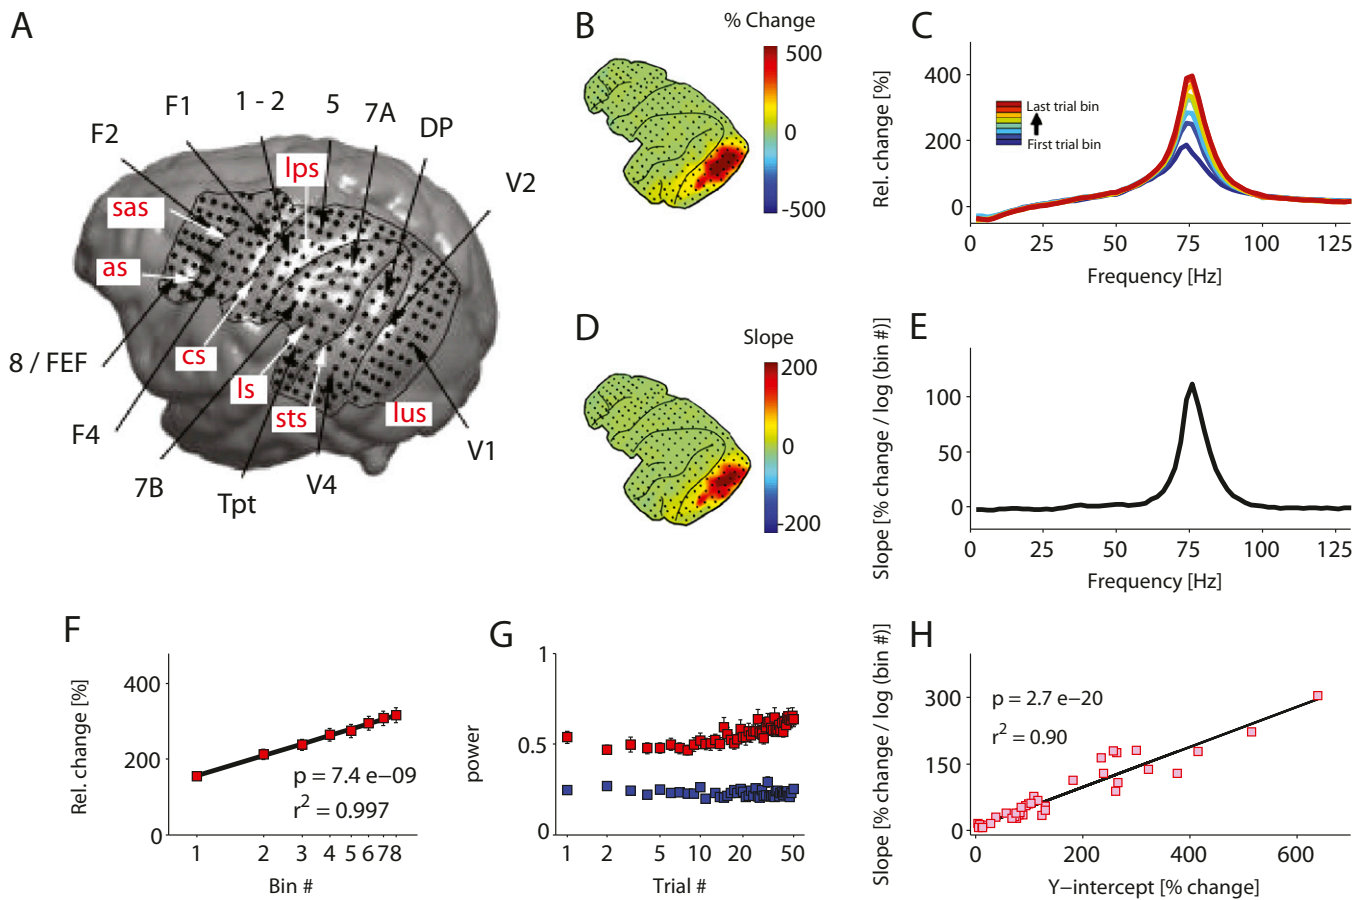 A
F1
1 - 2
5
7A
F2
DP
lps
V2
sas
as
cs
8 / FEF
ls
sts
lus
F4
V1
7B
Tpt
V4
B
% Change
500
0
-500
C
Rel. change [%]
400
200
0
Last trial bin
First trial bin
0 25 50 75 100 125
Frequency [Hz]
D
Slope
200
0
-200
E
Slope [% change / log (bin #)]
100
50
0
0 25 50 75 100 125
Frequency [Hz]
F
Rel. change [%]
400
200
0
p = 7.4 e−09
r2 = 0.997
1 2 3 4 5 6 7 8
Bin #
G
power
1
0.5
0
1 2 5 10 20 50
Trial #
H
Slope [% change / log (bin #)]
300
150
0
p = 2.7 e−20
r2 = 0.90
0 200 400 600
Y−intercept [% change]